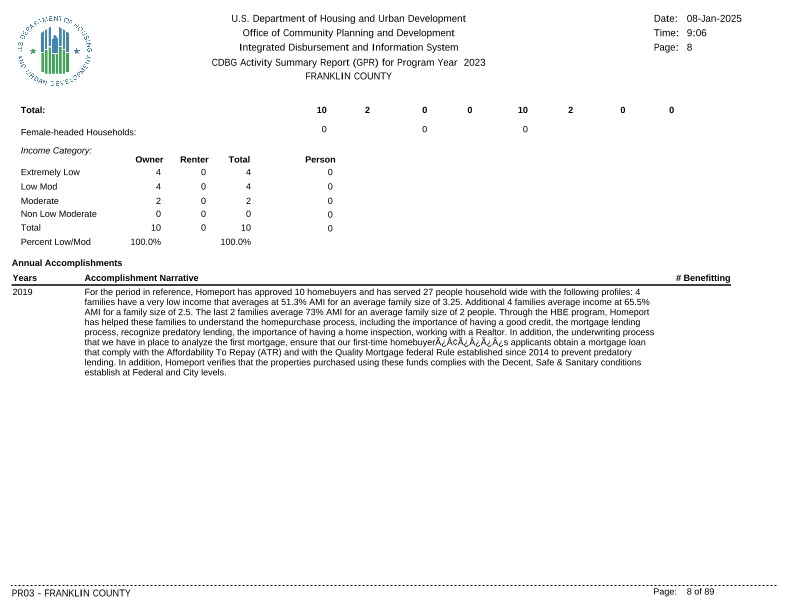 U.S. DEPARTMENT OF HOUSING AND URBAN DEVELOPMENT
U.S. Department of Housing and Urban Development
Office of Community Planning and Development
Integrated Disbursement and Information System
CDBG Activity Summary Report (GPR) for Program Year 2023
FRANKLIN COUNTY
Date: 08-Jan-2025
Time: 9:06
Page: 8
Total: 10 2 0 0 10 2 0 0
Female-headed Households: 0 0 0
Income Category:
Owner Renter Total Person
Extremely Low 4 0 4 0
Low Mod 4 0 4 0
Moderate 2 0 2 0
Non Low Moderate 0 0 0 0
Total 10 0 10 0
Percent Low/Mod 100.0% 100.0%
Annual Accomplishments
Years Accomplishment Narrative # Benefitting
2019 For the period in reference, Homeport has approved 10 homebuyers and has served 27 people household wide with the following profiles: 4
families have a very low income that averages at 51.3% AMI for an average family size of 3.25. Additional 4 families average income at 65.5%
AMI for a family size of 2.5. The last 2 families average 73% AMI for an average family size of 2 people. Through the HBE program, Homeport
has helped these families to understand the homepurchase process, including the importance of having a good credit, the mortgage lending
process, recognize predatory lending, the importance of having a home inspection, working with a Realtor. In addition, the underwriting process
that we have in place to analyze the first mortgage, ensure that our first-time homebuyerÃ¿Â¢Ã¿Â¿Ã¿Â¿s applicants obtain a mortgage loan
that comply with the Affordability To Repay (ATR) and with the Quality Mortgage federal Rule established since 2014 to prevent predatory
lending. In addition, Homeport verifies that the properties purchased using these funds complies with the Decent, Safe & Sanitary conditions
establish at Federal and City levels.
PR03 - FRANKLIN COUNTY Page: 8 of 89